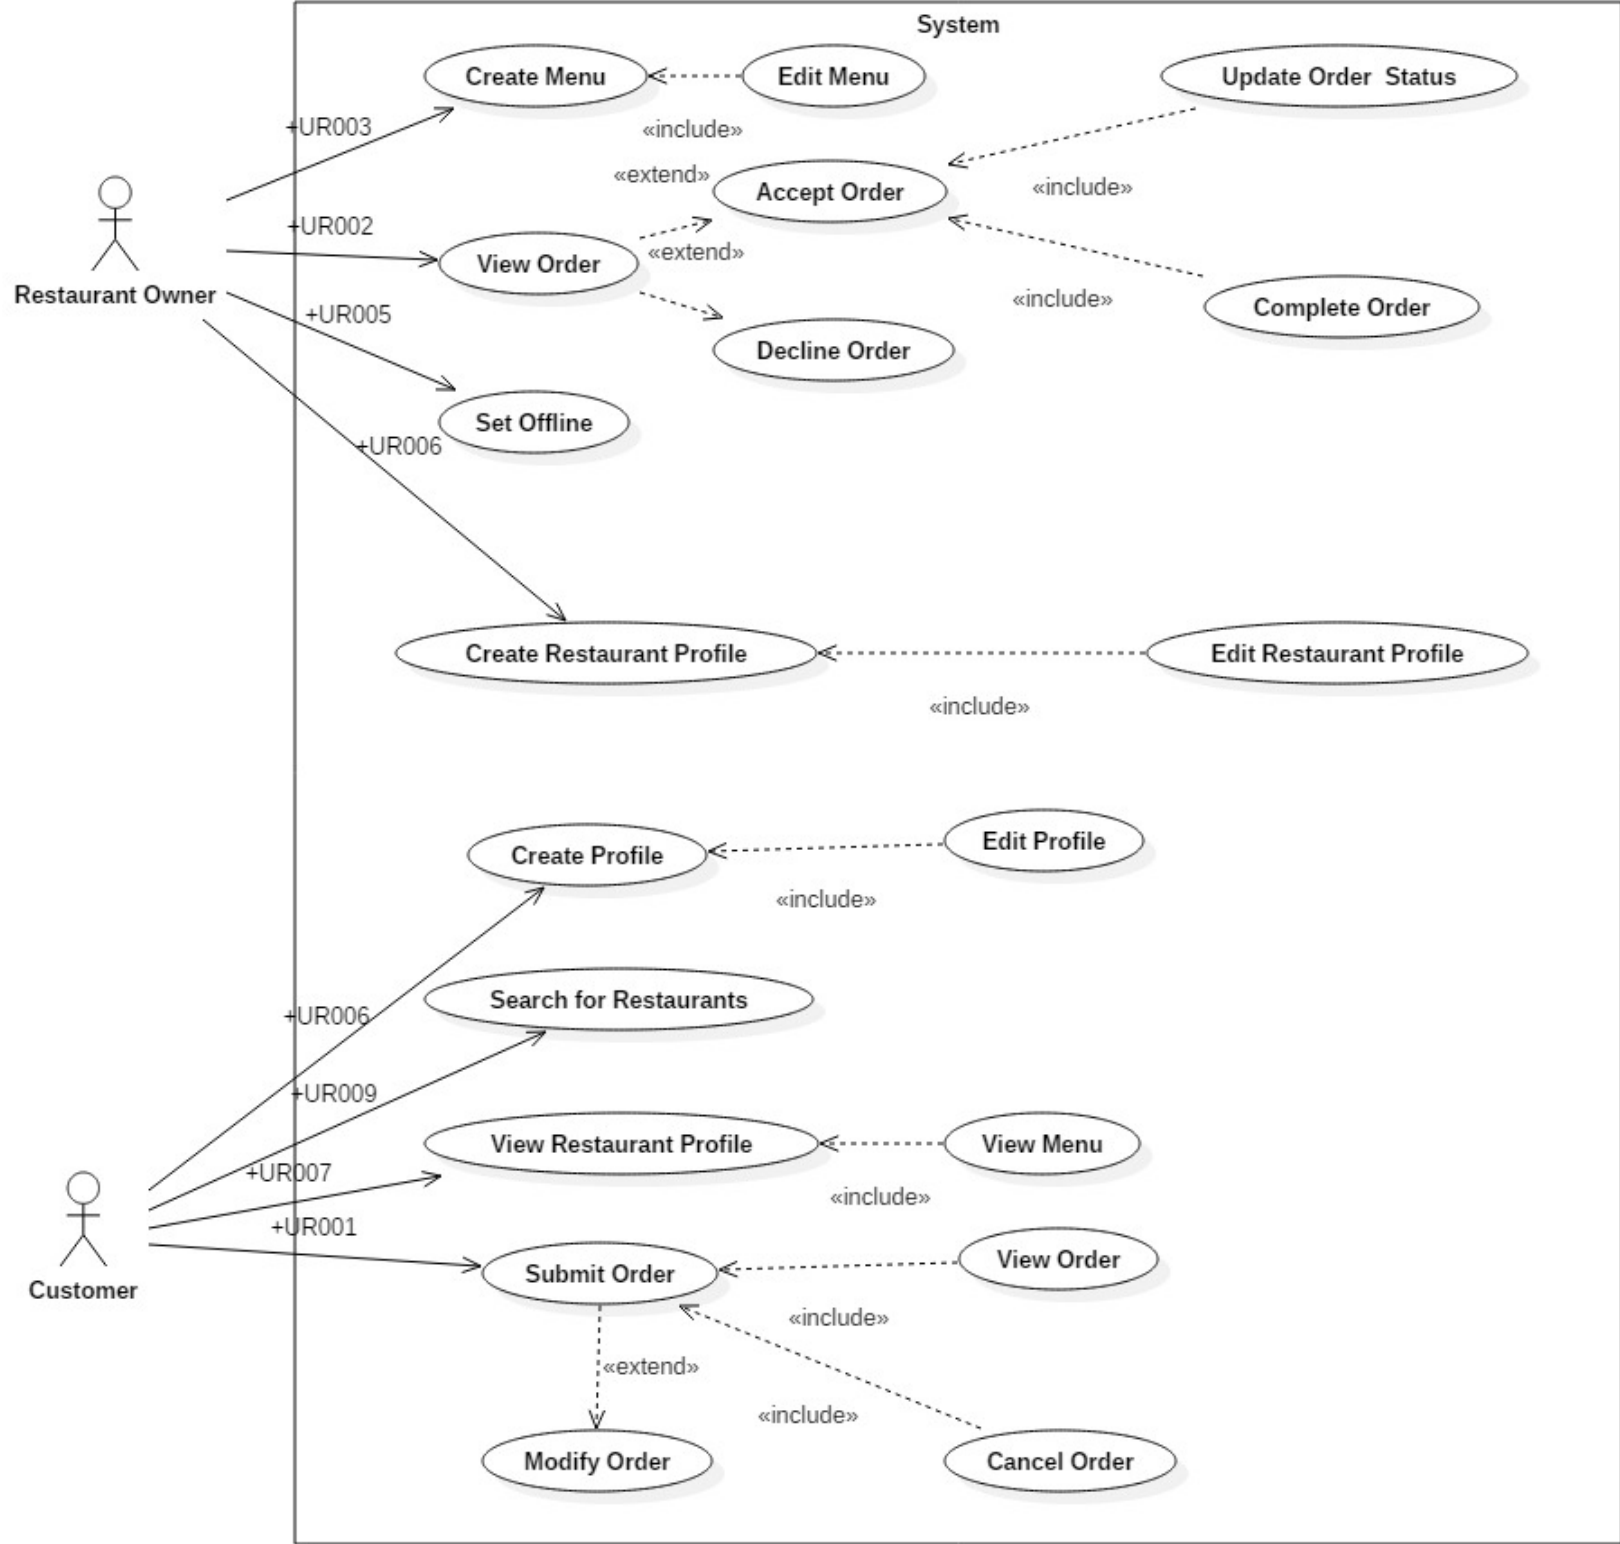 System
Create Menu
Edit Menu
Update Order  Status
+UR003
«include»
«extend»
Accept Order
«include»
+UR002
«extend»
View Order
Restaurant Owner
+UR005
«include»
Complete Order
Decline Order
Set Offline
+UR006
Create Restaurant Profile
Edit Restaurant Profile
«include»
Create Profile
Edit Profile
«include»
Search for Restaurants
+UR006
+UR009
View Restaurant Profile
View Menu
+UR007
«include»
+UR001
Submit Order
View Order
Customer
«include»
«extend»
«include»
Modify Order
Cancel Order